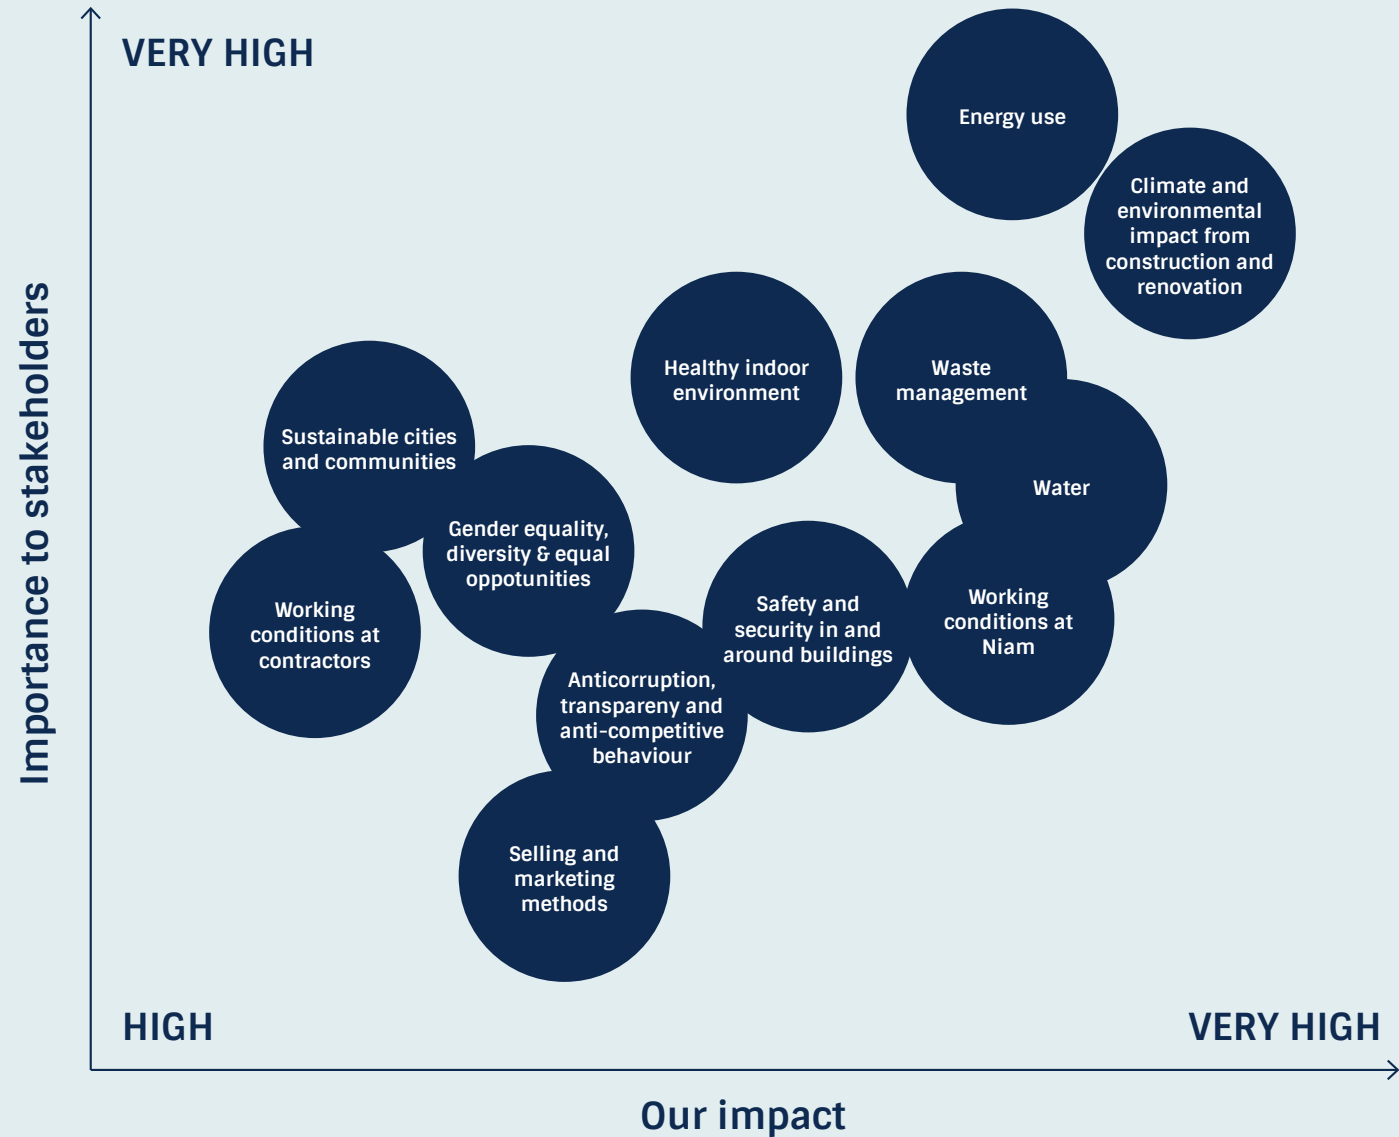 VERY HIGH
Energy use
Climate and
environmental
impact from
construction and
renovation
Healthy indoor
environment
Waste
management
Sustainable cities
and communities
Water
Gender equality,
diversity & equal
oppotunities
Working
conditions at
contractors
Safety and
security in and
around buildings
Working
conditions at
Niam
Anticorruption,
transpareny and
anti-competitive
behaviour
Selling and
marketing
methods
HIGH
VERY HIGH
Importance to stakeholders
Our impact